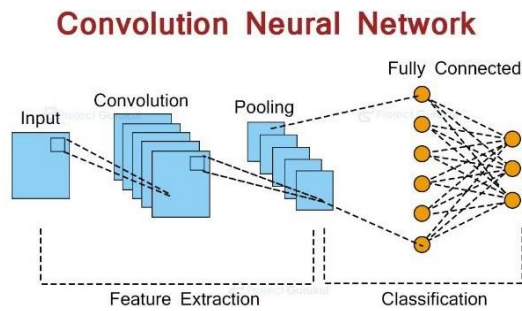 Convolution Neural Network
Fully Connected
Convolution
Pooling
Input
Feature Extraction
Classification